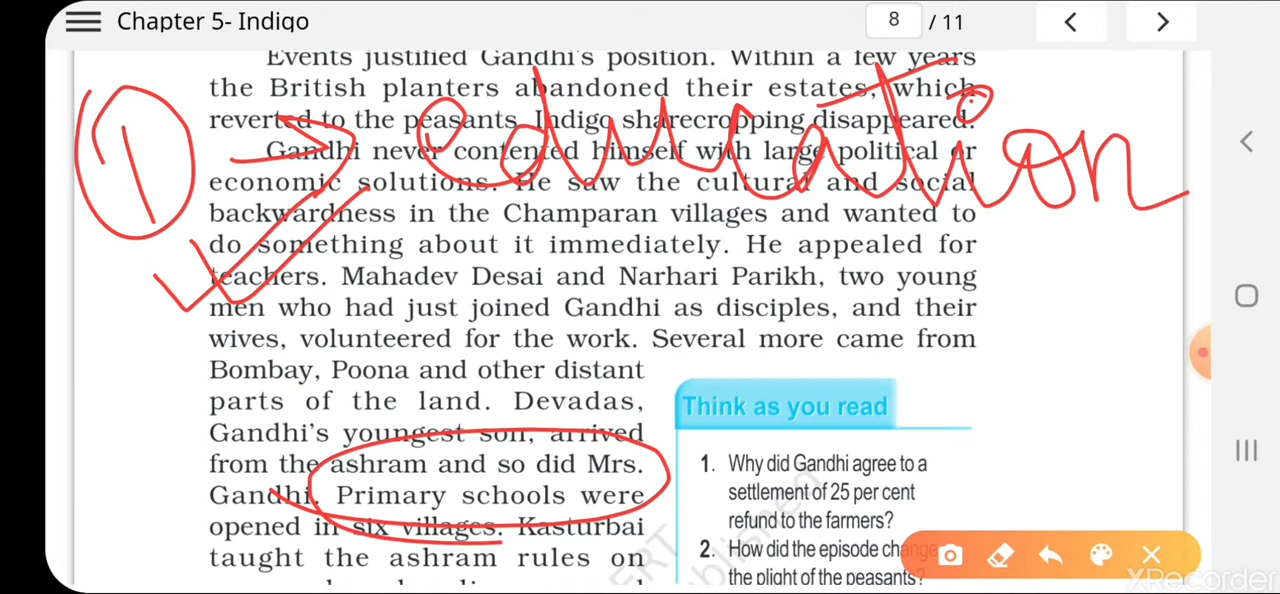 Chapter 5- Indigo
8 / 11
Events justified Gandhi's position. Within a few years
the British planters abandoned their estates, which
reverted to the peasants. Indigo sharecropping disappeared.
1 → education
Gandhi never contented himself with large political or
economic solutions. He saw the cultural and social
backwardness in the Champaran villages and wanted to
do something about it immediately. He appealed for
teachers. Mahadev Desai and Narhari Parikh, two young
men who had just joined Gandhi as disciples, and their
wives, volunteered for the work. Several more came from
Bombay, Poona and other distant
parts of the land. Devadas,
Gandhi's youngest son, arrived
from the ashram and so did Mrs.
Gandhi. Primary schools were
opened in six villages. Kasturbai
taught the ashram rules on
Think as you read
1. Why did Gandhi agree to a
settlement of 25 per cent
refund to the farmers?
2. How did the episode change
the plight of the peasants?
XRecorder